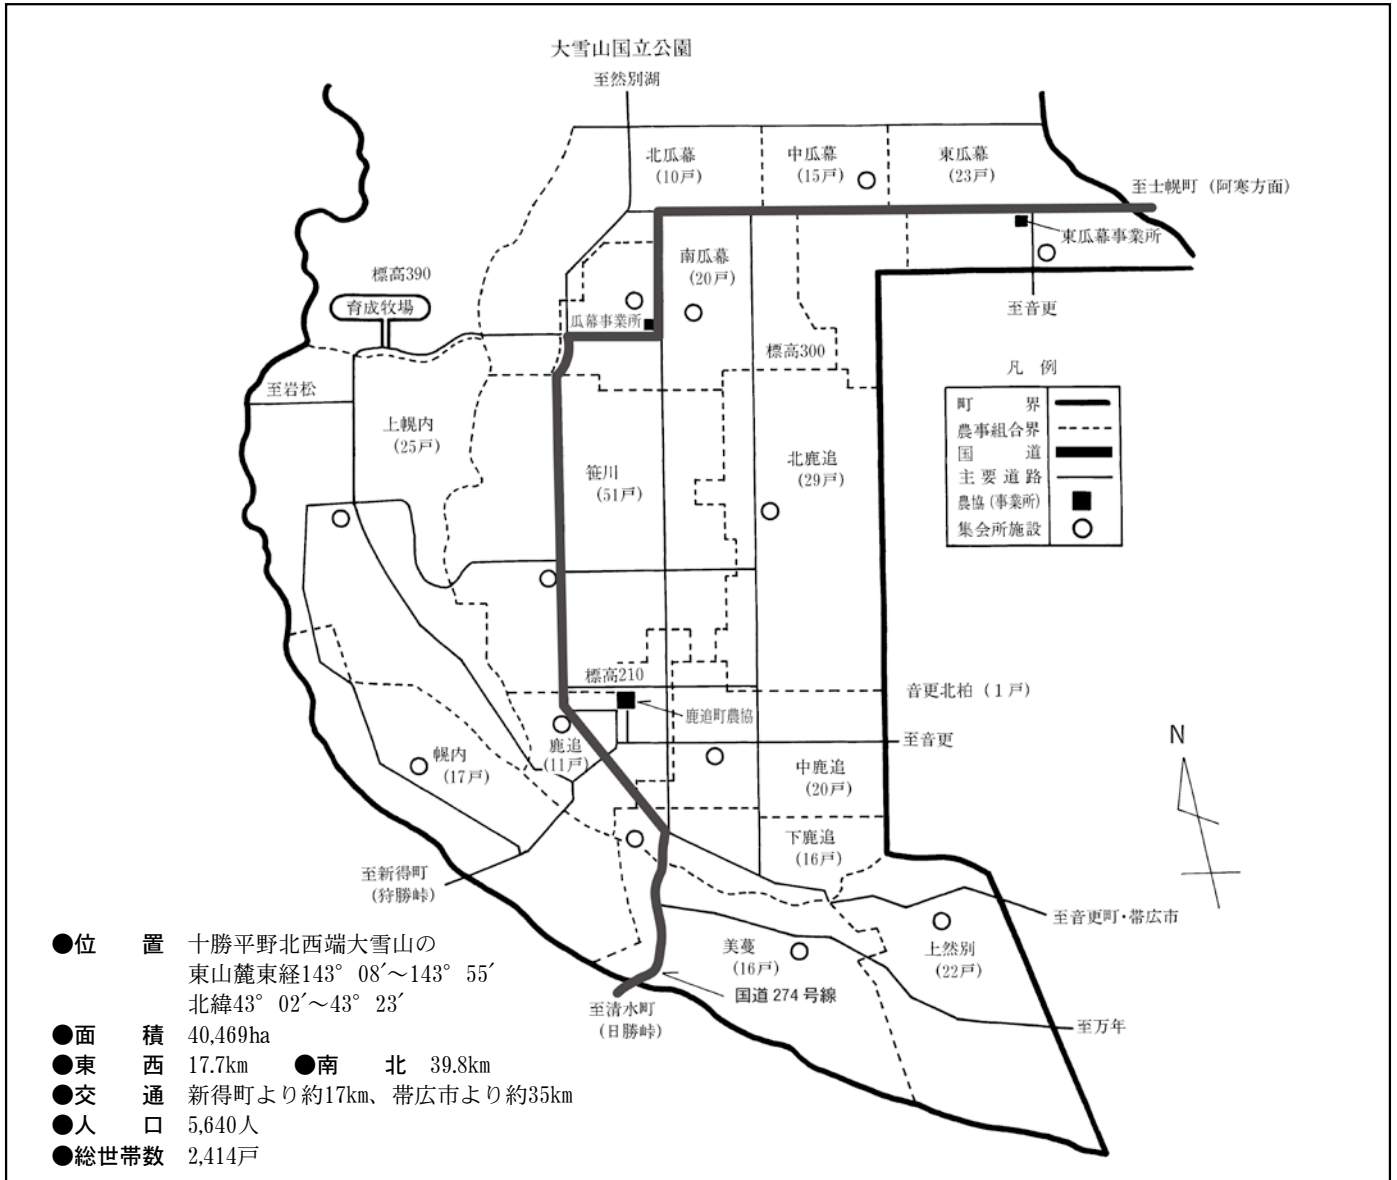 大雪山国立公園
至然別湖
北瓜幕
(10戸)
中瓜幕
(15戸)
東瓜幕
(23戸)
至士幌町（阿寒方面）
東瓜幕事業所
南瓜幕
(20戸)
標高390
育成牧場
瓜幕事業所
至音更
標高300
凡　例
町　　界
農事組合界
国　　道
主要道路
農協(事業所)
集会所施設
至岩松
上幌内
(25戸)
笹川
(51戸)
北鹿追
(29戸)
標高210
鹿追町農協
音更北柏（１戸）
至音更
N
鹿追
(11戸)
幌内
(17戸)
中鹿追
(20戸)
下鹿追
(16戸)
至新得町
(狩勝峠)
至音更町・帯広市
上然別
(22戸)
美蔓
(16戸)
国道274号線
至清水町
(日勝峠)
至万年
●位　置　十勝平野北西端大雪山の
東山麓東経143°08′～143°55′
北緯43°02′～43°23′
●面　積　40,469ha
●東　西　17.7km　●南　北　39.8km
●交　通　新得町より約17km、帯広市より約35km
●人　口　5,640人
●総世帯数　2,414戸